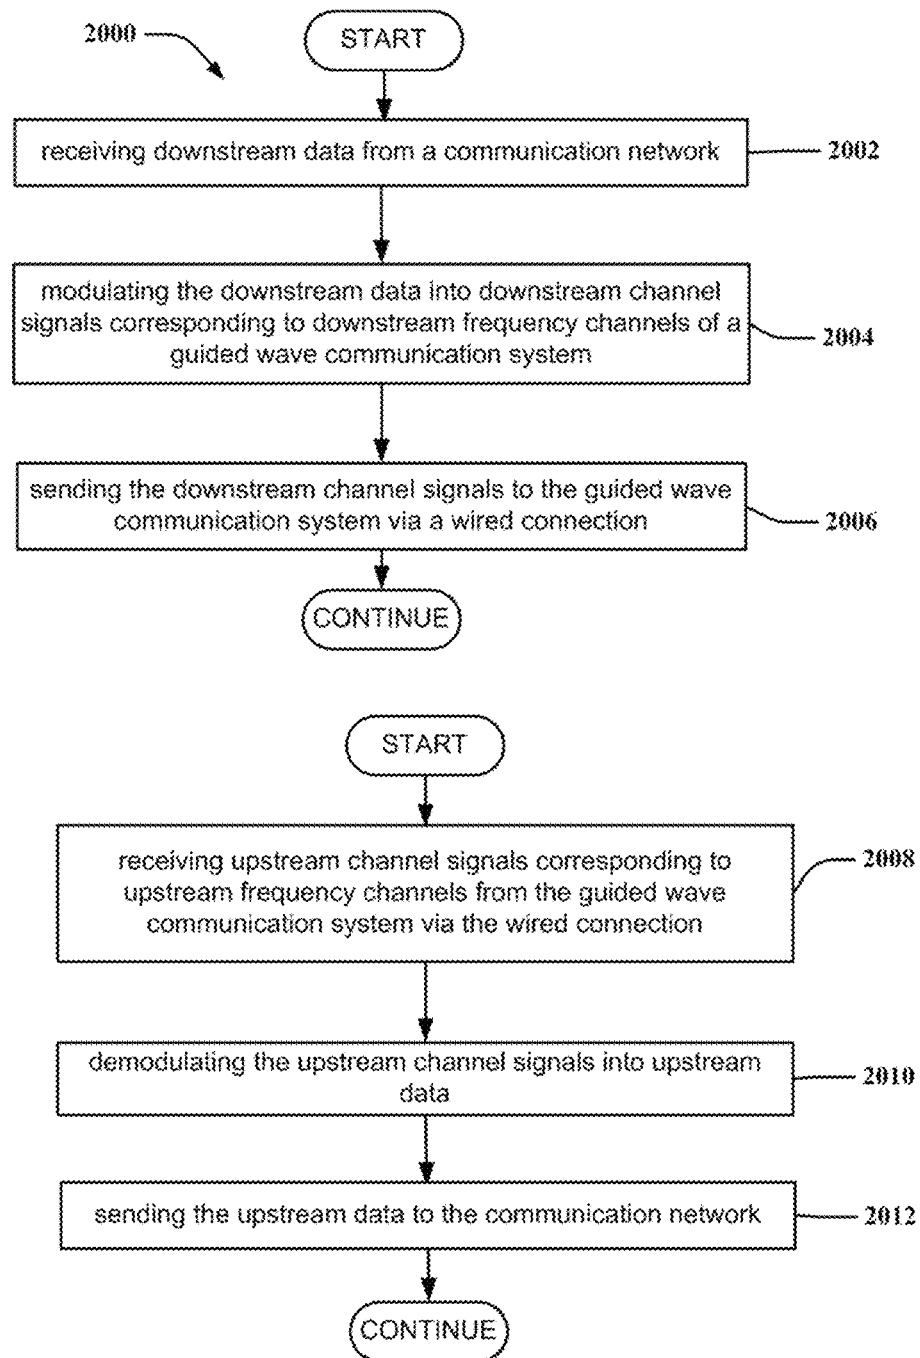 2000
START
receiving downstream data from a communication network
2002
modulating the downstream data into downstream channel
signals corresponding to downstream frequency channels of a
guided wave communication system
2004
sending the downstream channel signals to the guided wave
communication system via a wired connection
2006
CONTINUE
START
receiving upstream channel signals corresponding to
upstream frequency channels from the guided wave
communication system via the wired connection
2008
demodulating the upstream channel signals into upstream
data
2010
sending the upstream data to the communication network
2012
CONTINUE